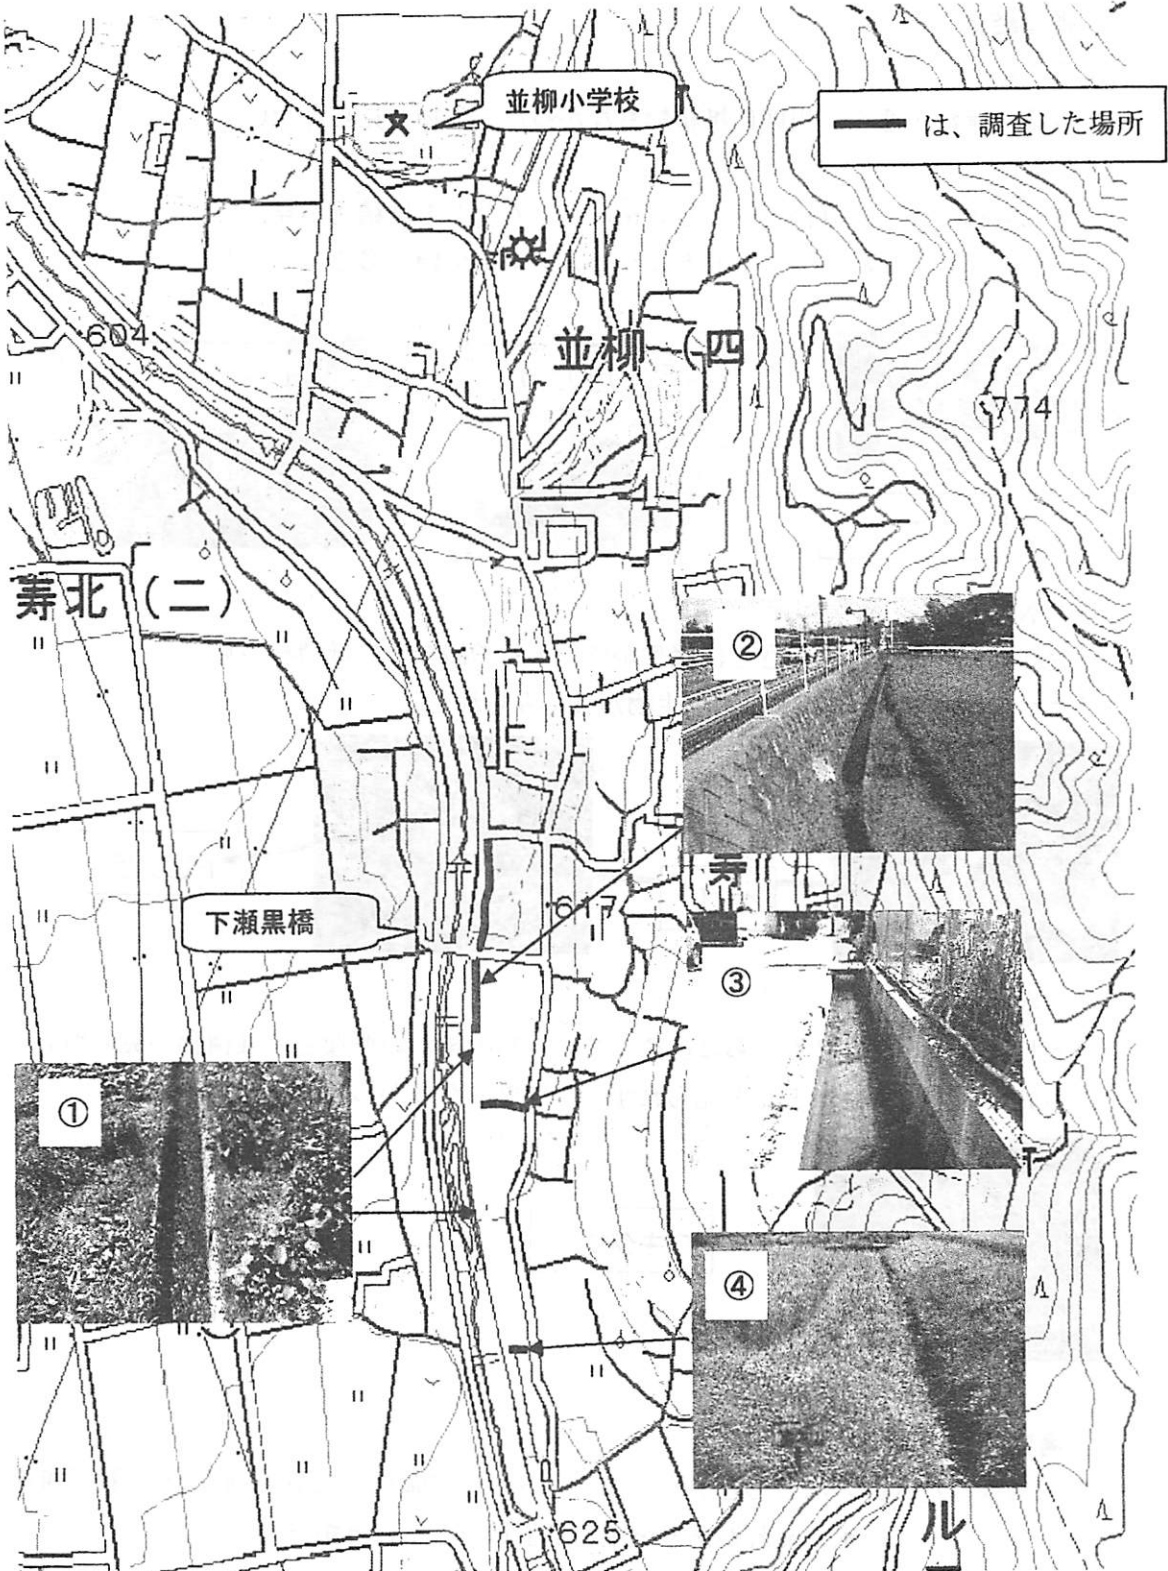 並柳小学校
は、調査した場所
604
並柳(四)
774
寿北(二)
②
寿
617
下瀬黒橋
③
①
④
625
ル